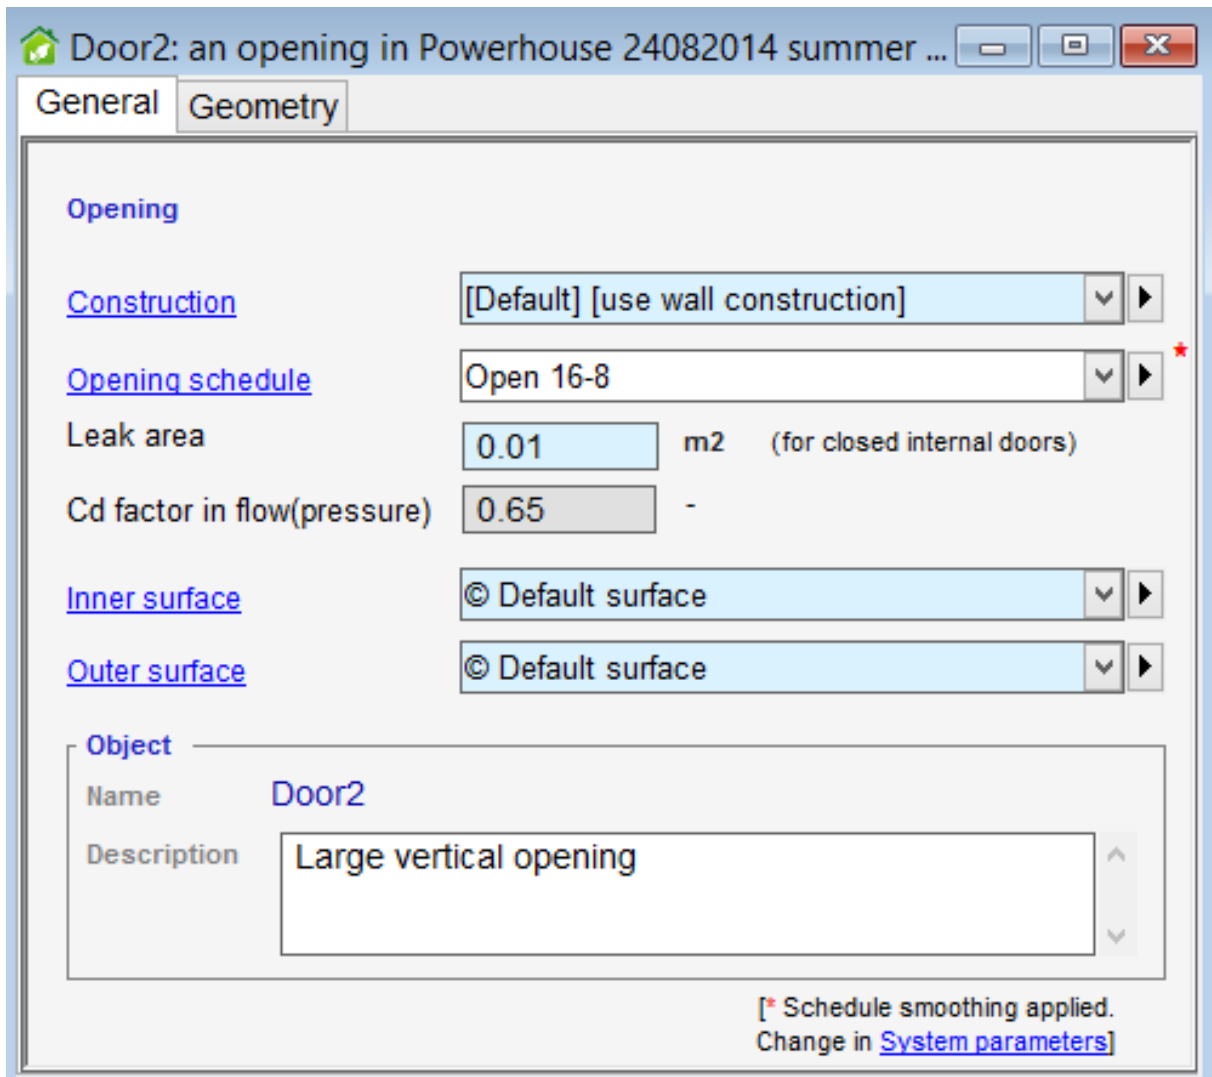 Door2: an opening in Powerhouse 24082014 summer ...
General Geometry
Opening
Construction [Default] [use wall construction]
*
Opening schedule Open 16-8
Leak area 0.01 m2 (for closed internal doors)
Cd factor in flow(pressure) 0.65 -
Inner surface © Default surface
Outer surface © Default surface
Object
Name Door2
Description Large vertical opening
[* Schedule smoothing applied.
Change in System parameters]